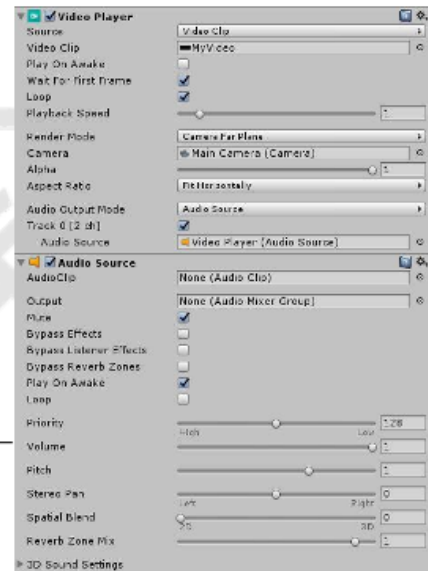 Video Player
Source Video Clip
Video Clip MyVideo
Play On Awake
Wait For First Frame
Loop
Playback Speed 1
Render Mode Camera Far Plane
Camera Main Camera (Camera)
Alpha 1
Aspect Ratio Fit Horizontally
Audio Output Mode Audio Source
Track 0 [2 ch]
Audio Source Video Player (Audio Source)
Audio Source
AudioClip None (Audio Clip)
Output None (Audio Mixer Group)
Mute
Bypass Effects
Bypass Listener Effects
Bypass Reverb Zones
Play On Awake
Loop
Priority 128
High Low
Volume 1
Pitch 1
Stereo Pan 0
Left Right
Spatial Blend 0
2D 3D
Reverb Zone Mix 1
3D Sound Settings